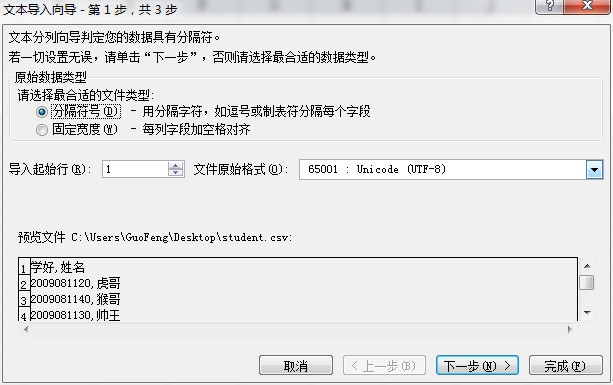 文本导入向导 - 第 1 步，共 3 步
文本分列向导判定您的数据具有分隔符。
若一切设置无误，请单击“下一步”，否则请选择最合适的数据类型。
原始数据类型
请选择最合适的文件类型:
分隔符号(D) - 用分隔字符，如逗号或制表符分隔每个字段
固定宽度(W) - 每列字段加空格对齐
导入起始行(R): 1 文件原始格式(O): 65001 : Unicode (UTF-8)
预览文件 C:\Users\GuoFeng\Desktop\student.csv:
1 学好,姓名
2 2009081120,虎哥
3 2009081140,猴哥
4 2009081130,帅王
取消 < 上一步(B) 下一步(N) > 完成(F)